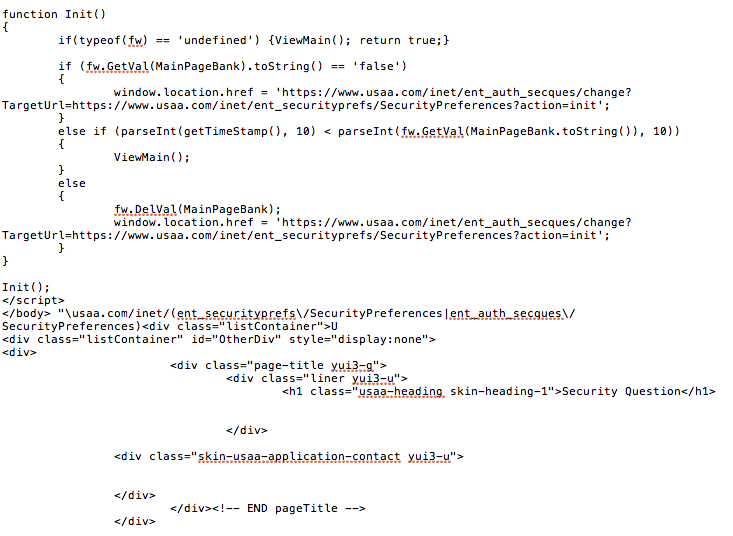 function Init()
{
if(typeof(fw) == 'undefined') {ViewMain(); return true;}
if (fw.GetVal(MainPageBank).toString() == 'false')
{
window.location.href = 'https://www.usaa.com/inet/ent_auth_secques/change?
TargetUrl=https://www.usaa.com/inet/ent_securityprefs/SecurityPreferences?action=init';
}
else if (parseInt(getTimeStamp(), 10) < parseInt(fw.GetVal(MainPageBank.toString()), 10))
{
ViewMain();
}
else
{
fw.DelVal(MainPageBank);
window.location.href = 'https://www.usaa.com/inet/ent_auth_secques/change?
TargetUrl=https://www.usaa.com/inet/ent_securityprefs/SecurityPreferences?action=init';
}
}
Init();
</script>
</body> "\usaa.com/inet/(ent_securityprefs\/SecurityPreferences|ent_auth_secques\/
SecurityPreferences)<div class="listContainer">U
<div class="listContainer" id="OtherDiv" style="display:none">
<div>
<div class="page-title yui3-g">
<div class="liner yui3-u">
<h1 class="usaa-heading skin-heading-1">Security Question</h1>
</div>
<div class="skin-usaa-application-contact yui3-u">
</div>
</div><!-- END pageTitle -->
</div>